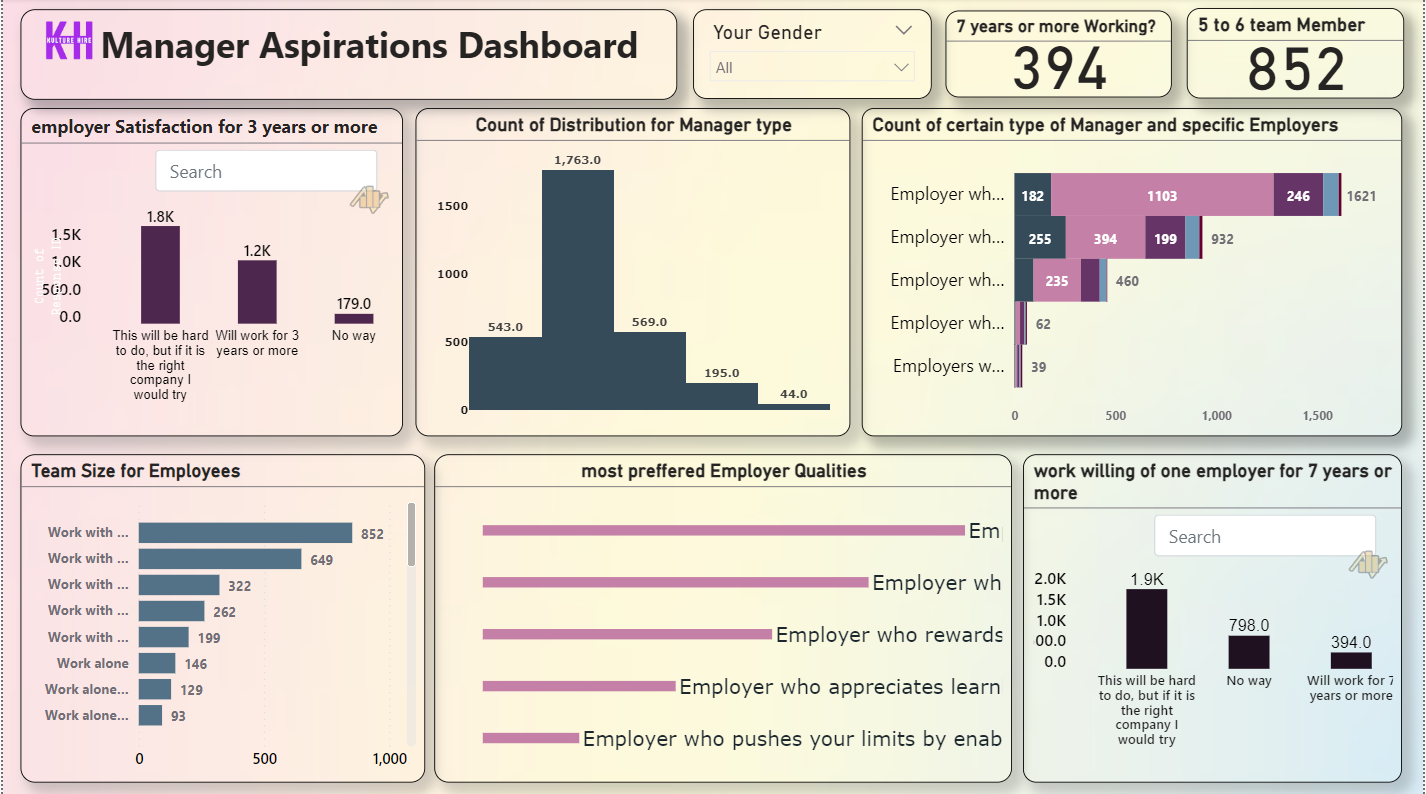 KH
KULTURE HIRE
Manager Aspirations Dashboard
Your Gender
All
7 years or more Working?
394
5 to 6 team Member
852
employer Satisfaction for 3 years or more
Search
1.8K
1.2K
179.0
1.5K
1.0K
500.0
0.0
Count of
This will be hard
to do, but if it is
the right
company I
would try
Will work for 3
years or more
No way
Count of Distribution for Manager type
1,763.0
543.0
569.0
195.0
44.0
1500
1000
500
0
Count of certain type of Manager and specific Employers
Employer wh...
182
1103
246
1621
Employer wh...
255
394
199
932
Employer wh...
235
460
Employer wh...
62
Employers w...
39
0
500
1,000
1,500
Team Size for Employees
Work with ...
852
Work with ...
649
Work with ...
322
Work with ...
262
Work with ...
199
Work alone
146
Work alone...
129
Work alone...
93
0
500
1,000
most preffered Employer Qualities
Em
Employer wh
Employer who rewards
Employer who appreciates learn
Employer who pushes your limits by enab
work willing of one employer for 7 years or
more
Search
2.0K
1.5K
1.0K
00.0
0.0
1.9K
798.0
394.0
This will be hard
to do, but if it is
the right
company I
would try
No way
Will work for 7
years or more